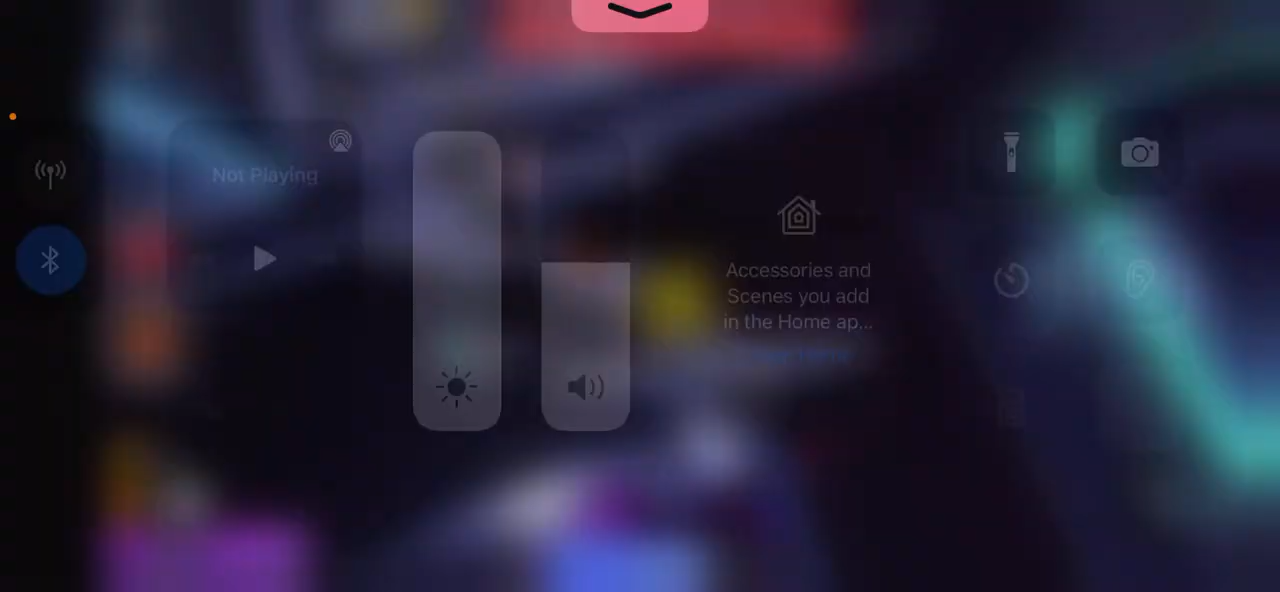 Not Playing
Accessories and
Scenes you add
in the Home ap...